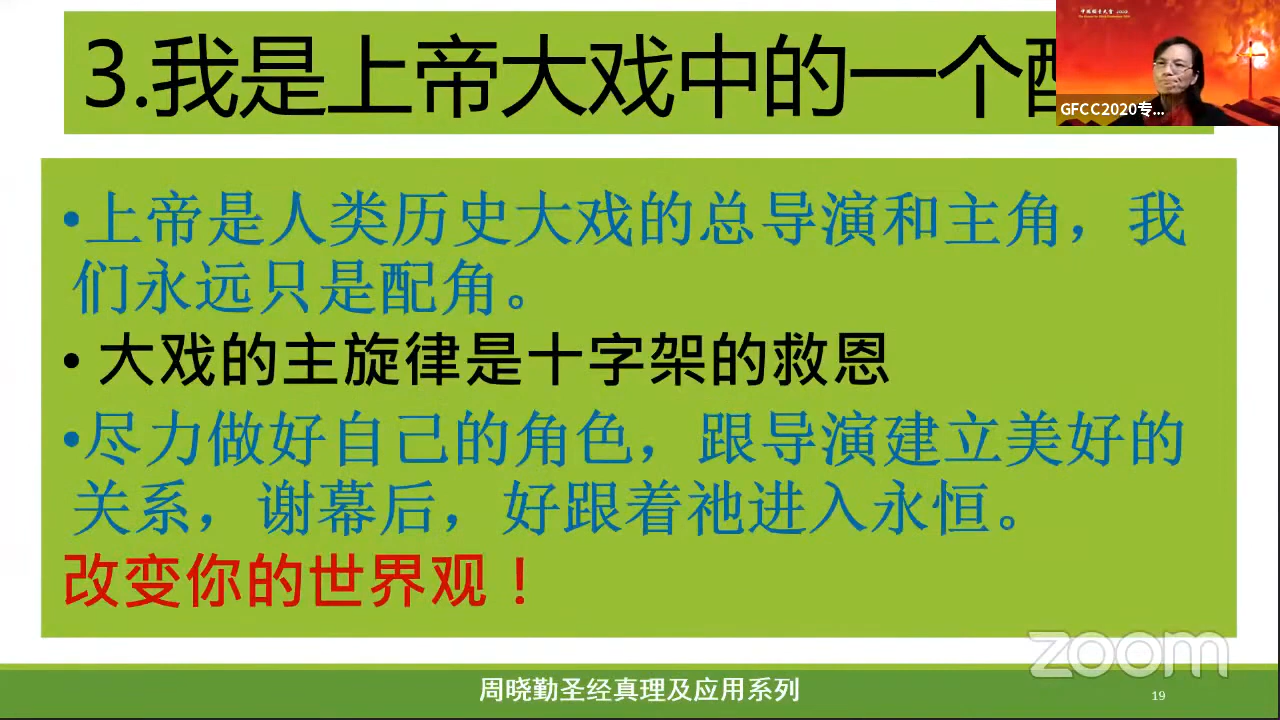 3.我是上帝大戏中的一个
GFCC2020专...
•上帝是人类历史大戏的总导演和主角，我
们永远只是配角。
• 大戏的主旋律是十字架的救恩
•尽力做好自己的角色，跟导演建立美好的
关系，谢幕后，好跟着祂进入永恒。
改变你的世界观！
zoom
周晓勤圣经真理及应用系列
19